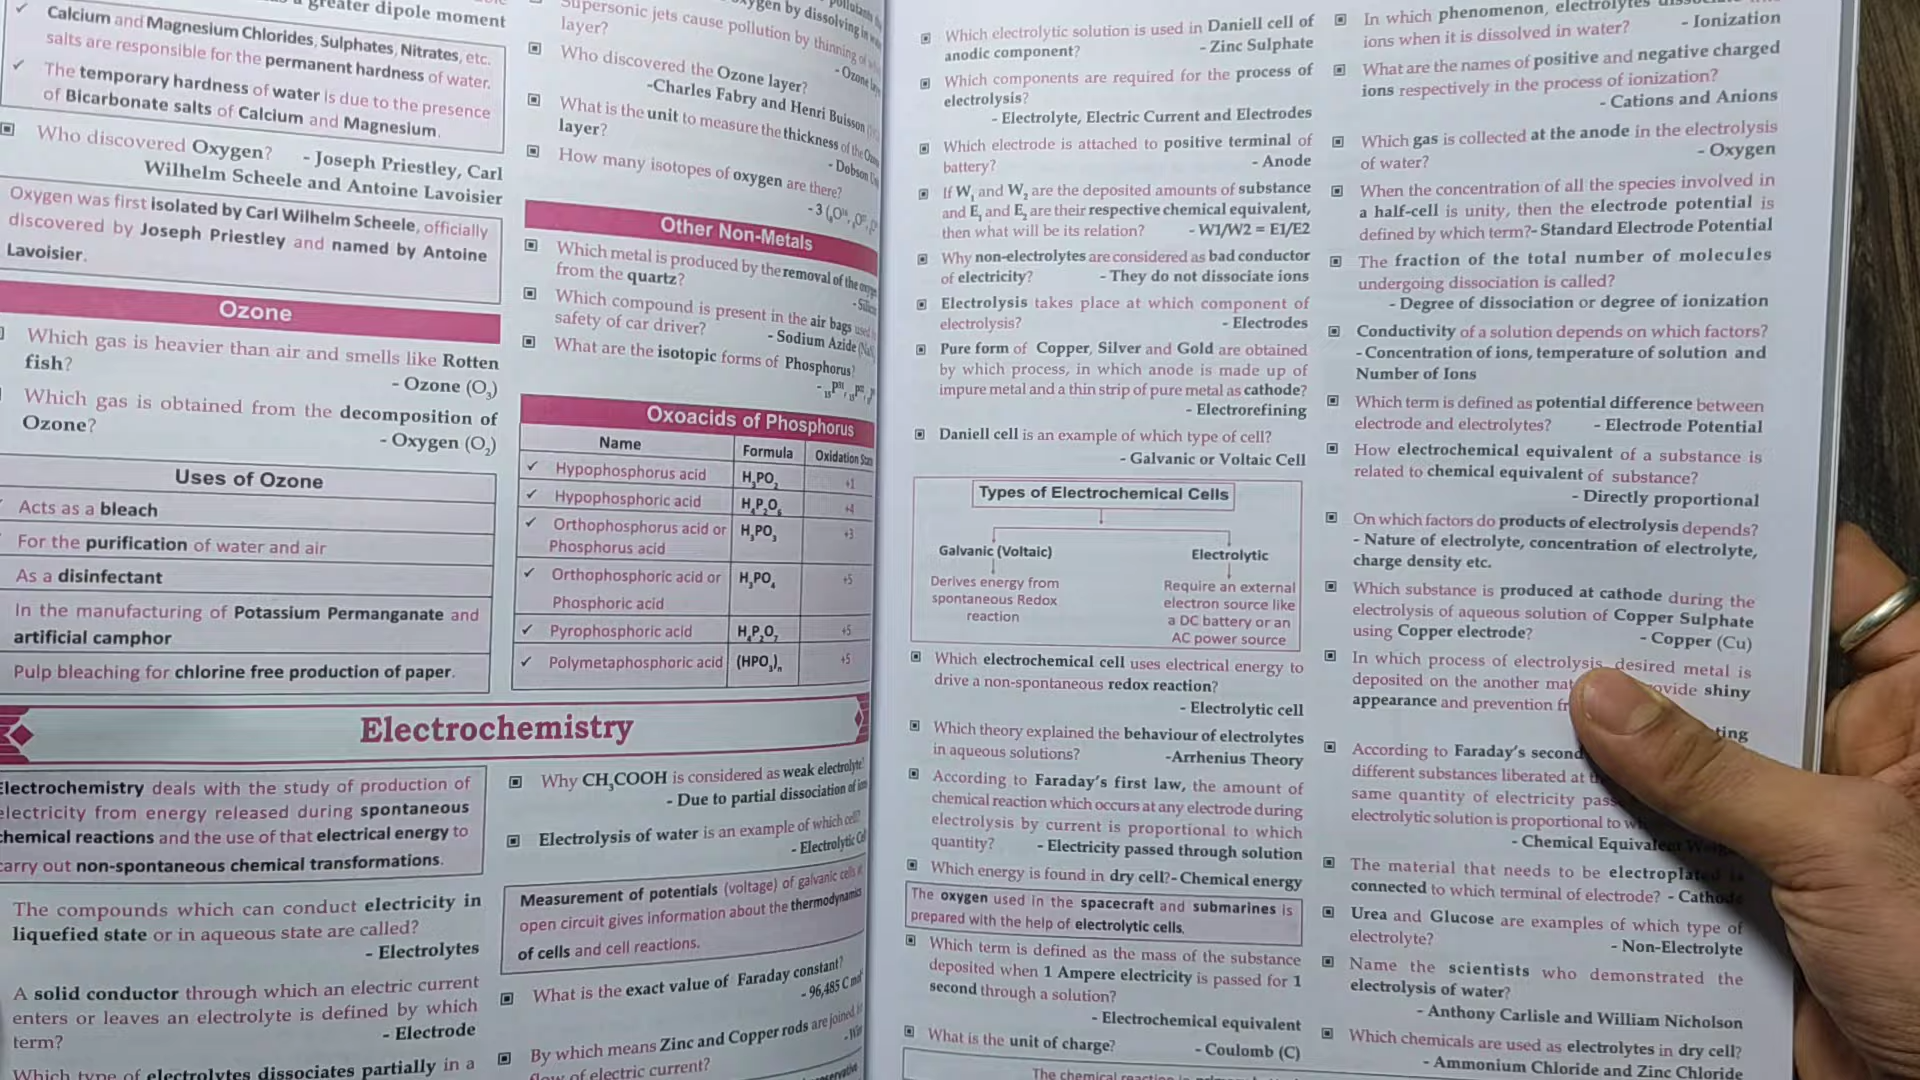 greater dipole moment
Calcium and Magnesium Chlorides, Sulphates, Nitrates, etc.
salts are responsible for the permanent hardness of water.
The temporary hardness of water is due to the presence
of Bicarbonate salts of Calcium and Magnesium.
Who discovered Oxygen? - Joseph Priestley, Carl
Wilhelm Scheele and Antoine Lavoisier
Oxygen was first isolated by Carl Wilhelm Scheele, officially
discovered by Joseph Priestley and named by Antoine
Lavoisier.
Ozone
Which gas is heavier than air and smells like Rotten
fish? - Ozone (O₃)
Which gas is obtained from the decomposition of
Ozone? - Oxygen (O₂)
Uses of Ozone
Acts as a bleach
For the purification of water and air
As a disinfectant
In the manufacturing of Potassium Permanganate and
artificial camphor
Pulp bleaching for chlorine free production of paper.
oxygen by dissolving in
Supersonic jets cause pollution by thinning of
layer? - Ozone
Who discovered the Ozone layer?
-Charles Fabry and Henri Buisson
What is the unit to measure the thickness of the
layer? - Dobson
How many isotopes of oxygen are there?
- 3
Other Non-Metals
Which metal is produced by the removal of the
from the quartz?
Which compound is present in the air bags used
safety of car driver? - Sodium Azide
What are the isotopic forms of Phosphorus?
Oxoacids of Phosphorus
Name Formula Oxidation
Hypophosphorus acid H₃PO₂ +1
Hypophosphoric acid H₄P₂O₆ +4
Orthophosphorus acid or H₃PO₃ +3
Phosphorus acid
Orthophosphoric acid or H₃PO₄ +5
Phosphoric acid
Pyrophosphoric acid H₄P₂O₇ +5
Polymetaphosphoric acid (HPO₃)ₙ +5
Electrochemistry
Electrochemistry deals with the study of production of
electricity from energy released during spontaneous
chemical reactions and the use of that electrical energy to
carry out non-spontaneous chemical transformations.
The compounds which can conduct electricity in
liquefied state or in aqueous state are called?
- Electrolytes
A solid conductor through which an electric current
enters or leaves an electrolyte is defined by which
term? - Electrode
Which type of electrolytes dissociates partially in a
Why CH₃COOH is considered as weak electrolyte?
- Due to partial dissociation of
Electrolysis of water is an example of which cell?
- Electrolytic
Measurement of potentials (voltage) of galvanic cells
open circuit gives information about the thermodynamics
of cells and cell reactions.
What is the exact value of Faraday constant?
- 96,485 C
By which means Zinc and Copper rods are joined
flow of electric current?
Which electrolytic solution is used in Daniell cell of
anodic component? - Zinc Sulphate
Which components are required for the process of
electrolysis?
- Electrolyte, Electric Current and Electrodes
Which electrode is attached to positive terminal of
battery? - Anode
If W₁ and W₂ are the deposited amounts of substance
and E₁ and E₂ are their respective chemical equivalent,
then what will be its relation? - W1/W2 = E1/E2
Why non-electrolytes are considered as bad conductor
of electricity? - They do not dissociate ions
Electrolysis takes place at which component of
electrolysis? - Electrodes
Pure form of Copper, Silver and Gold are obtained
by which process, in which anode is made up of
impure metal and a thin strip of pure metal as cathode?
- Electrorefining
Daniell cell is an example of which type of cell?
- Galvanic or Voltaic Cell
Types of Electrochemical Cells
Galvanic (Voltaic)
Derives energy from
spontaneous Redox
reaction
Electrolytic
Require an external
electron source like
a DC battery or an
AC power source
Which electrochemical cell uses electrical energy to
drive a non-spontaneous redox reaction?
- Electrolytic cell
Which theory explained the behaviour of electrolytes
in aqueous solutions? -Arrhenius Theory
According to Faraday's first law, the amount of
chemical reaction which occurs at any electrode during
electrolysis by current is proportional to which
quantity? - Electricity passed through solution
Which energy is found in dry cell?- Chemical energy
The oxygen used in the spacecraft and submarines is
prepared with the help of electrolytic cells.
Which term is defined as the mass of the substance
deposited when 1 Ampere electricity is passed for 1
second through a solution?
- Electrochemical equivalent
What is the unit of charge? - Coulomb (C)
The chemical reaction in
In which phenomenon, electrolytes
ions when it is dissolved in water? - Ionization
What are the names of positive and negative charged
ions respectively in the process of ionization?
- Cations and Anions
Which gas is collected at the anode in the electrolysis
of water? - Oxygen
When the concentration of all the species involved in
a half-cell is unity, then the electrode potential is
defined by which term?- Standard Electrode Potential
The fraction of the total number of molecules
undergoing dissociation is called?
- Degree of dissociation or degree of ionization
Conductivity of a solution depends on which factors?
- Concentration of ions, temperature of solution and
Number of Ions
Which term is defined as potential difference between
electrode and electrolytes? - Electrode Potential
How electrochemical equivalent of a substance is
related to chemical equivalent of substance?
- Directly proportional
On which factors do products of electrolysis depends?
- Nature of electrolyte, concentration of electrolyte,
charge density etc.
Which substance is produced at cathode during the
electrolysis of aqueous solution of Copper Sulphate
using Copper electrode? - Copper (Cu)
In which process of electrolysis, desired metal is
deposited on the another shiny
appearance and prevention
According to Faraday's second
different substances liberated at
same quantity of electricity
electrolytic solution is proportional to
- Chemical Equivalent
The material that needs to be
connected to which terminal of electrode? - Cathode
Urea and Glucose are examples of which type of
electrolyte? - Non-Electrolyte
Name the scientists who demonstrated the
electrolysis of water?
- Anthony Carlisle and William Nicholson
Which chemicals are used as electrolytes in dry cell?
- Ammonium Chloride and Zinc Chloride